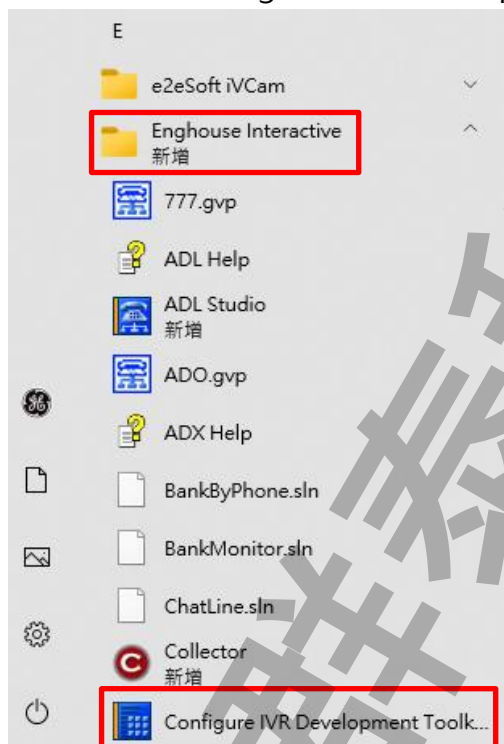 E
e2eSoft iVCam
Enghouse Interactive
新增
777.gvp
ADL Help
ADL Studio
新增
ADO.gvp
ADX Help
BankByPhone.sln
BankMonitor.sln
ChatLine.sln
Collector
新增
Configure IVR Development Toolk...